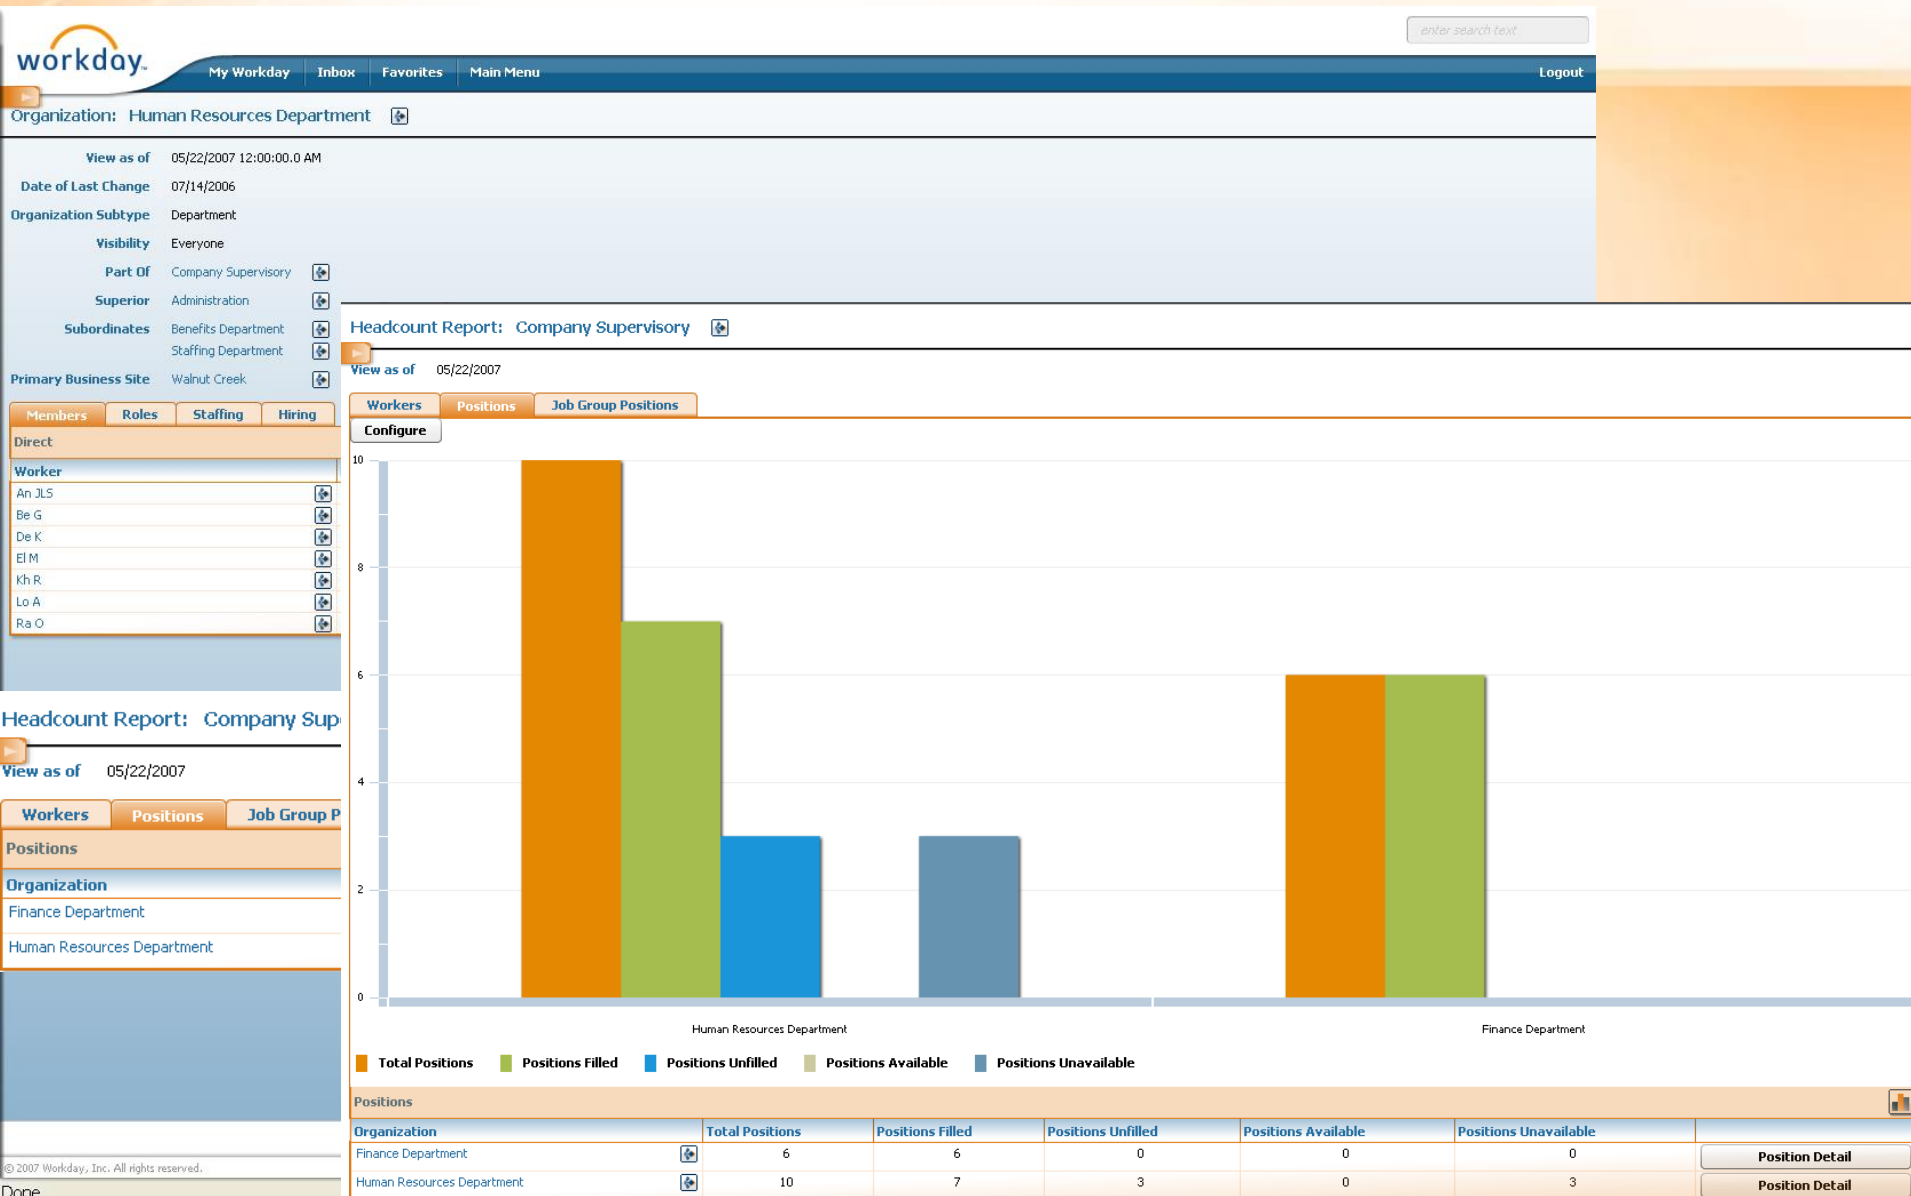 enter search text
workday
My Workday Inbox Favorites Main Menu Logout
Organization: Human Resources Department
View as of 05/22/2007 12:00:00.0 AM
Date of Last Change 07/14/2006
Organization Subtype Department
Visibility Everyone
Part Of Company Supervisory
Superior Administration
Subordinates Benefits Department
Staffing Department
Primary Business Site Walnut Creek
Members Roles Staffing Hiring
Direct
Worker
An JLS
Be G
De K
El M
Kh R
Lo A
Ra O
Headcount Report: Company Sup
View as of 05/22/2007
Workers Positions Job Group P
Positions
Organization
Finance Department
Human Resources Department
© 2007 Workday, Inc. All rights reserved.
Done
Headcount Report: Company Supervisory
View as of 05/22/2007
Workers Positions Job Group Positions
Configure
10
8
6
4
2
0
Human Resources Department Finance Department
Total Positions Positions Filled Positions Unfilled Positions Available Positions Unavailable
Positions
Organization Total Positions Positions Filled Positions Unfilled Positions Available Positions Unavailable
Finance Department 6 6 0 0 0 Position Detail
Human Resources Department 10 7 3 0 3 Position Detail